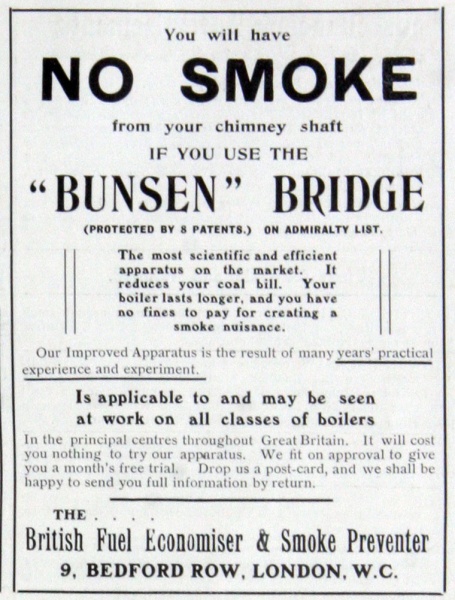 You will have
NO SMOKE
from your chimney shaft
IF YOU USE THE
“BUNSEN” BRIDGE
(PROTECTED BY 8 PATENTS.) ON ADMIRALTY LIST.
The most scientific and efficient
apparatus on the market. It
reduces your coal bill. Your
boiler lasts longer, and you have
no fines to pay for creating a
smoke nuisance.
Our Improved Apparatus is the result of many years' practical
experience and experiment.
Is applicable to and may be seen
at work on all classes of boilers
In the principal centres throughout Great Britain. It will cost
you nothing to try our apparatus. We fit on approval to give
you a month's free trial. Drop us a post-card, and we shall be
happy to send you full information by return.
THE . . . .
British Fuel Economiser & Smoke Preventer
9, BEDFORD ROW, LONDON, W.C.